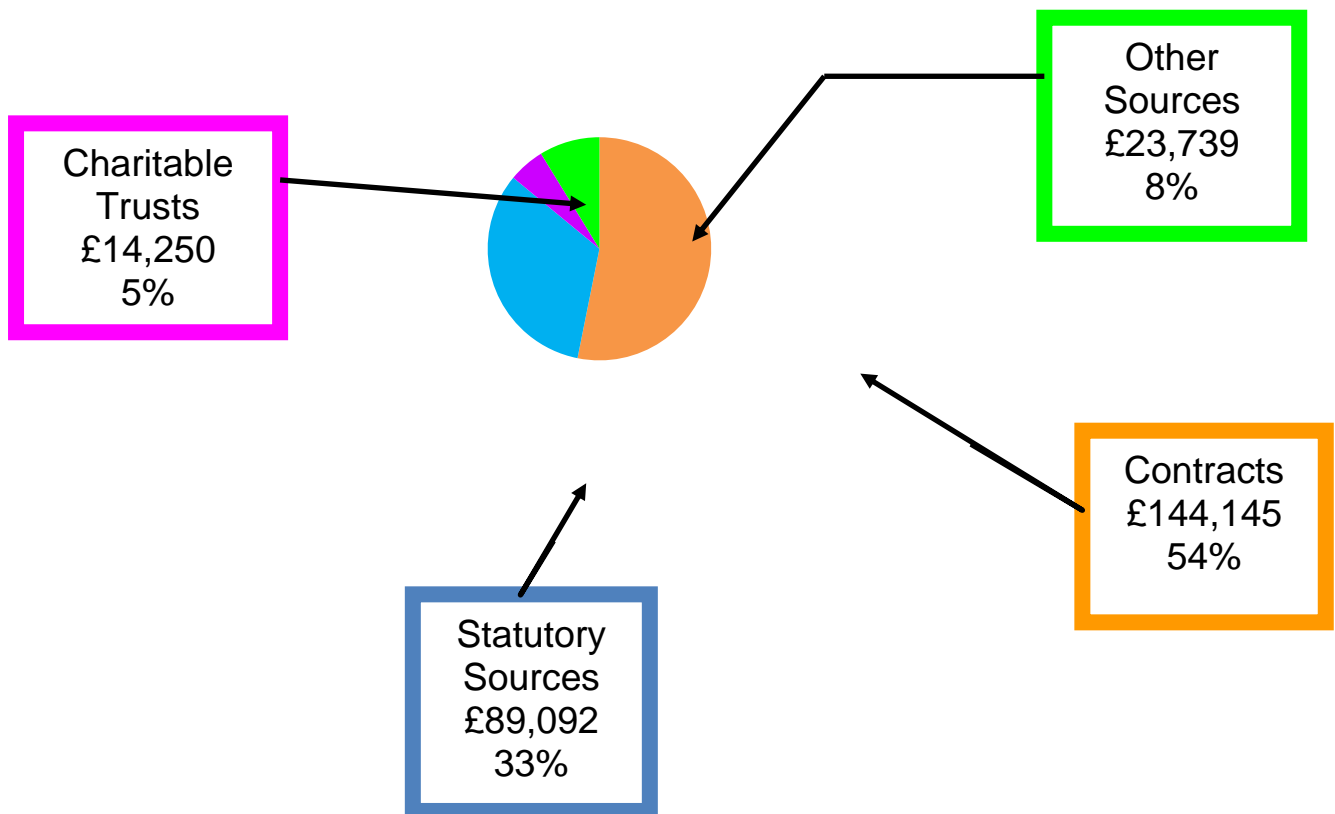 Other
Sources
£23,739
8%
Charitable
Trusts
£14,250
5%
Contracts
£144,145
54%
Statutory
Sources
£89,092
33%